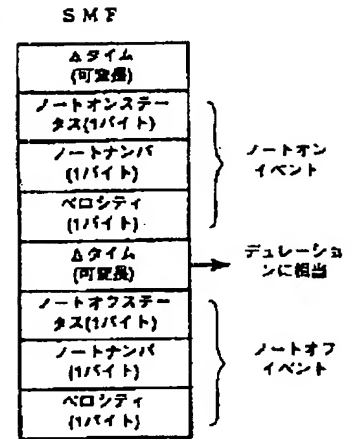 SMF
Δタイム
(可変長)
ノートオンステー
タス(1バイト)
ノートナンバ
(1バイト)
ベロシティ
(1バイト)
Δタイム
(可変長)
ノートオフステー
タス(1バイト)
ノートナンバ
(1バイト)
ベロシティ
(1バイト)
ノートオン
イベント
デュレーショ
ンに相当
ノートオフ
イベント